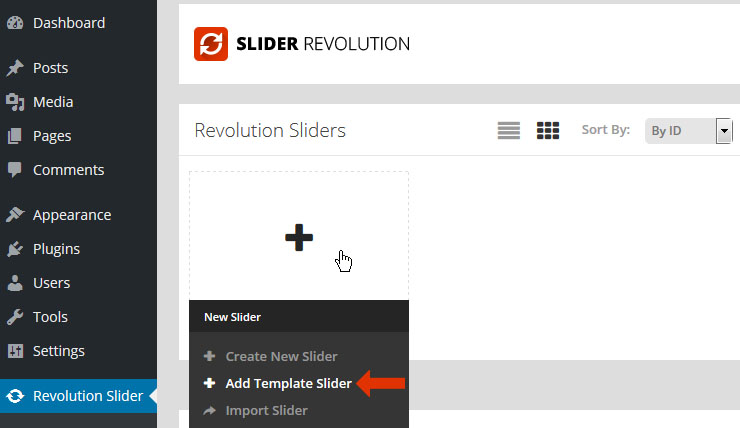 Dashboard
Posts
Media
Pages
Comments
Appearance
Plugins
Users
Tools
Settings
Revolution Slider
SLIDER REVOLUTION
Revolution Sliders
Sort By:
By ID
New Slider
Create New Slider
Add Template Slider
Import Slider